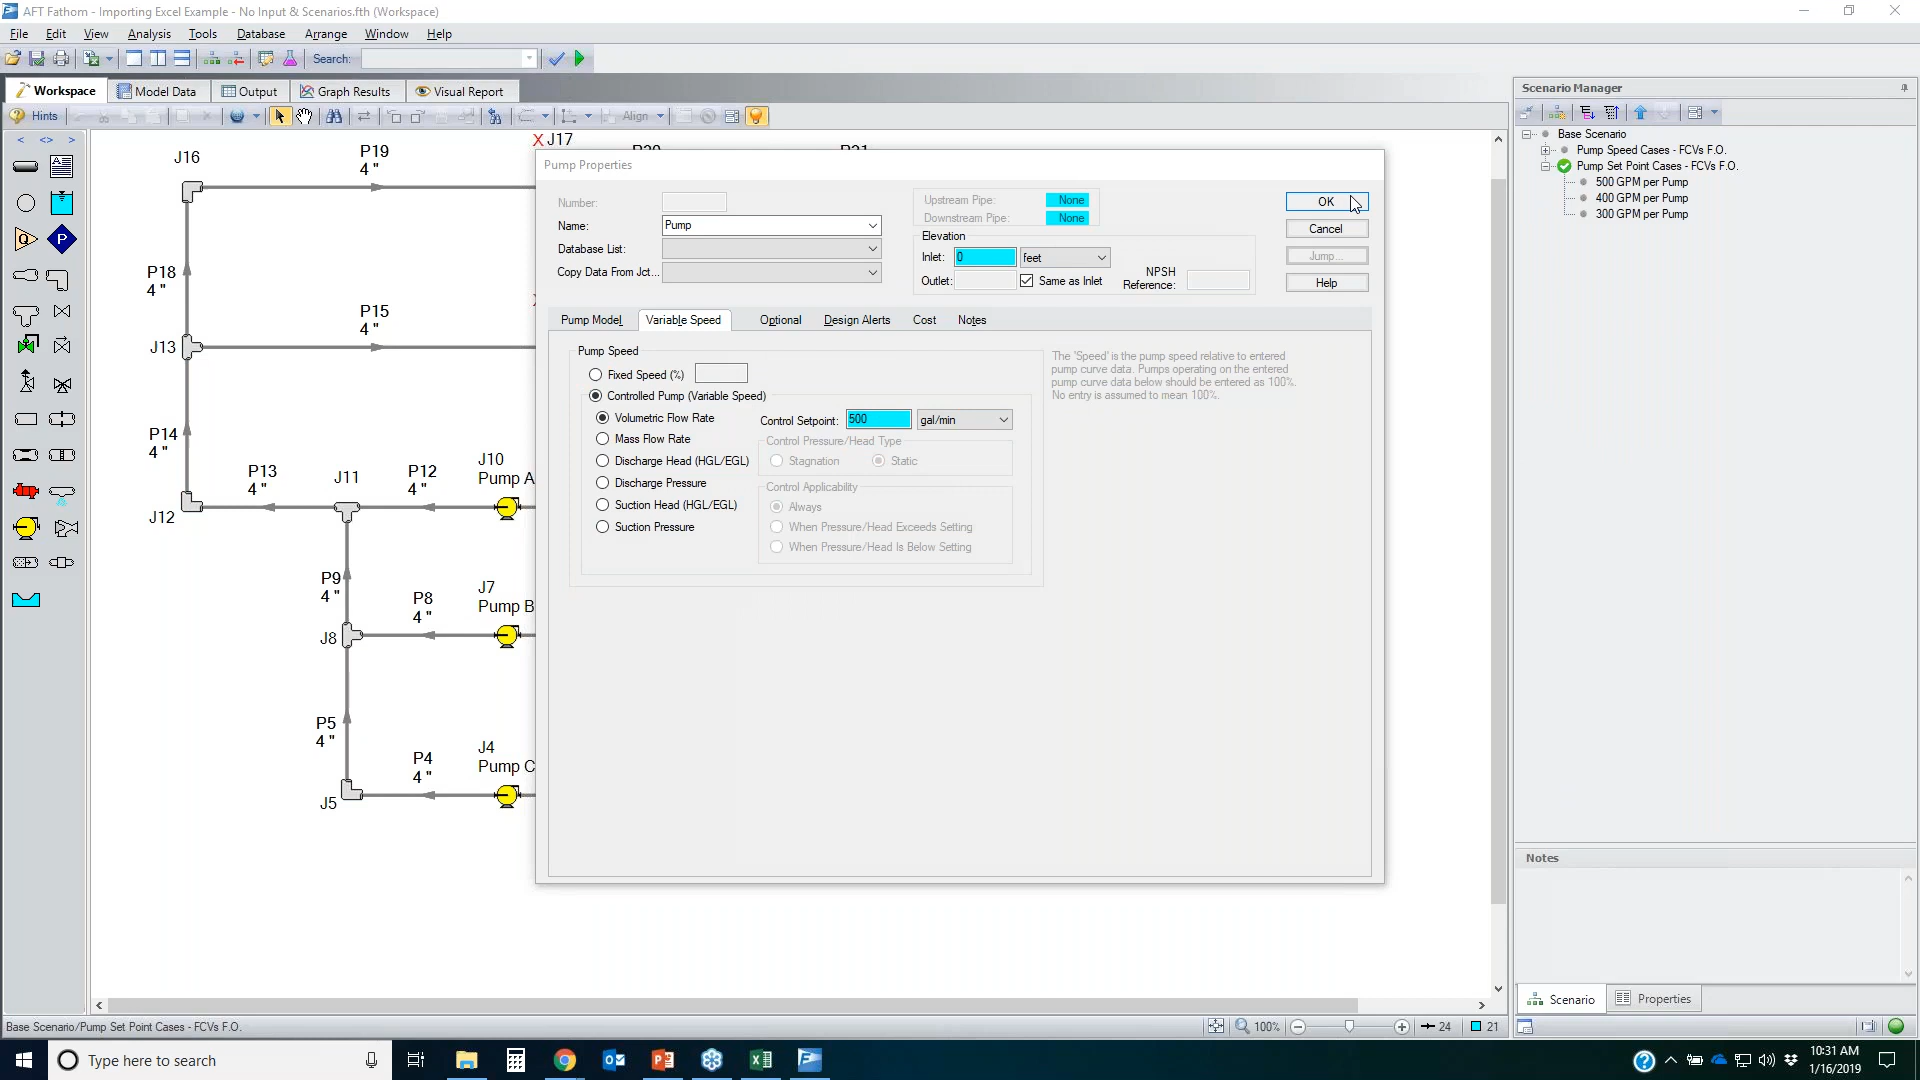 AFT Fathom - Importing Excel Example - No Input & Scenarios.fth (Workspace)
File Edit View Analysis Tools Database Arrange Window Help
Search:
Workspace Model Data Output Graph Results Visual Report
Hints Align
Scenario Manager
Base Scenario
Pump Speed Cases - FCVs F.O.
Pump Set Point Cases - FCVs F.O.
500 GPM per Pump
400 GPM per Pump
300 GPM per Pump
J16
P19
4 "
X J17
P18
4 "
P15
4 "
J13
P14
4 "
P13
4 "
J11
P12
4 "
J10
Pump A
J12
P9
4 "
P8
4 "
J7
Pump B
J8
P5
4 "
P4
4 "
J4
Pump C
J5
Pump Properties
Number:
Name: Pump
Database List:
Copy Data From Jct...
Upstream Pipe: None
Downstream Pipe: None
Elevation
Inlet: 0 feet
Outlet: Same as Inlet
NPSH
Reference:
OK
Cancel
Jump...
Help
Pump Model Variable Speed Optional Design Alerts Cost Notes
Pump Speed
Fixed Speed (%)
Controlled Pump (Variable Speed)
Volumetric Flow Rate
Mass Flow Rate
Discharge Head (HGL/EGL)
Discharge Pressure
Suction Head (HGL/EGL)
Suction Pressure
Control Setpoint: 500 gal/min
Control Pressure/Head Type
Stagnation Static
Control Applicability
Always
When Pressure/Head Exceeds Setting
When Pressure/Head Is Below Setting
The 'Speed' is the pump speed relative to entered
pump curve data. Pumps operating on the entered
pump curve data below should be entered as 100%.
No entry is assumed to mean 100%.
Notes
Scenario Properties
Base Scenario/Pump Set Point Cases - FCVs F.O.
100% 24 21
Type here to search
10:31 AM
1/16/2019